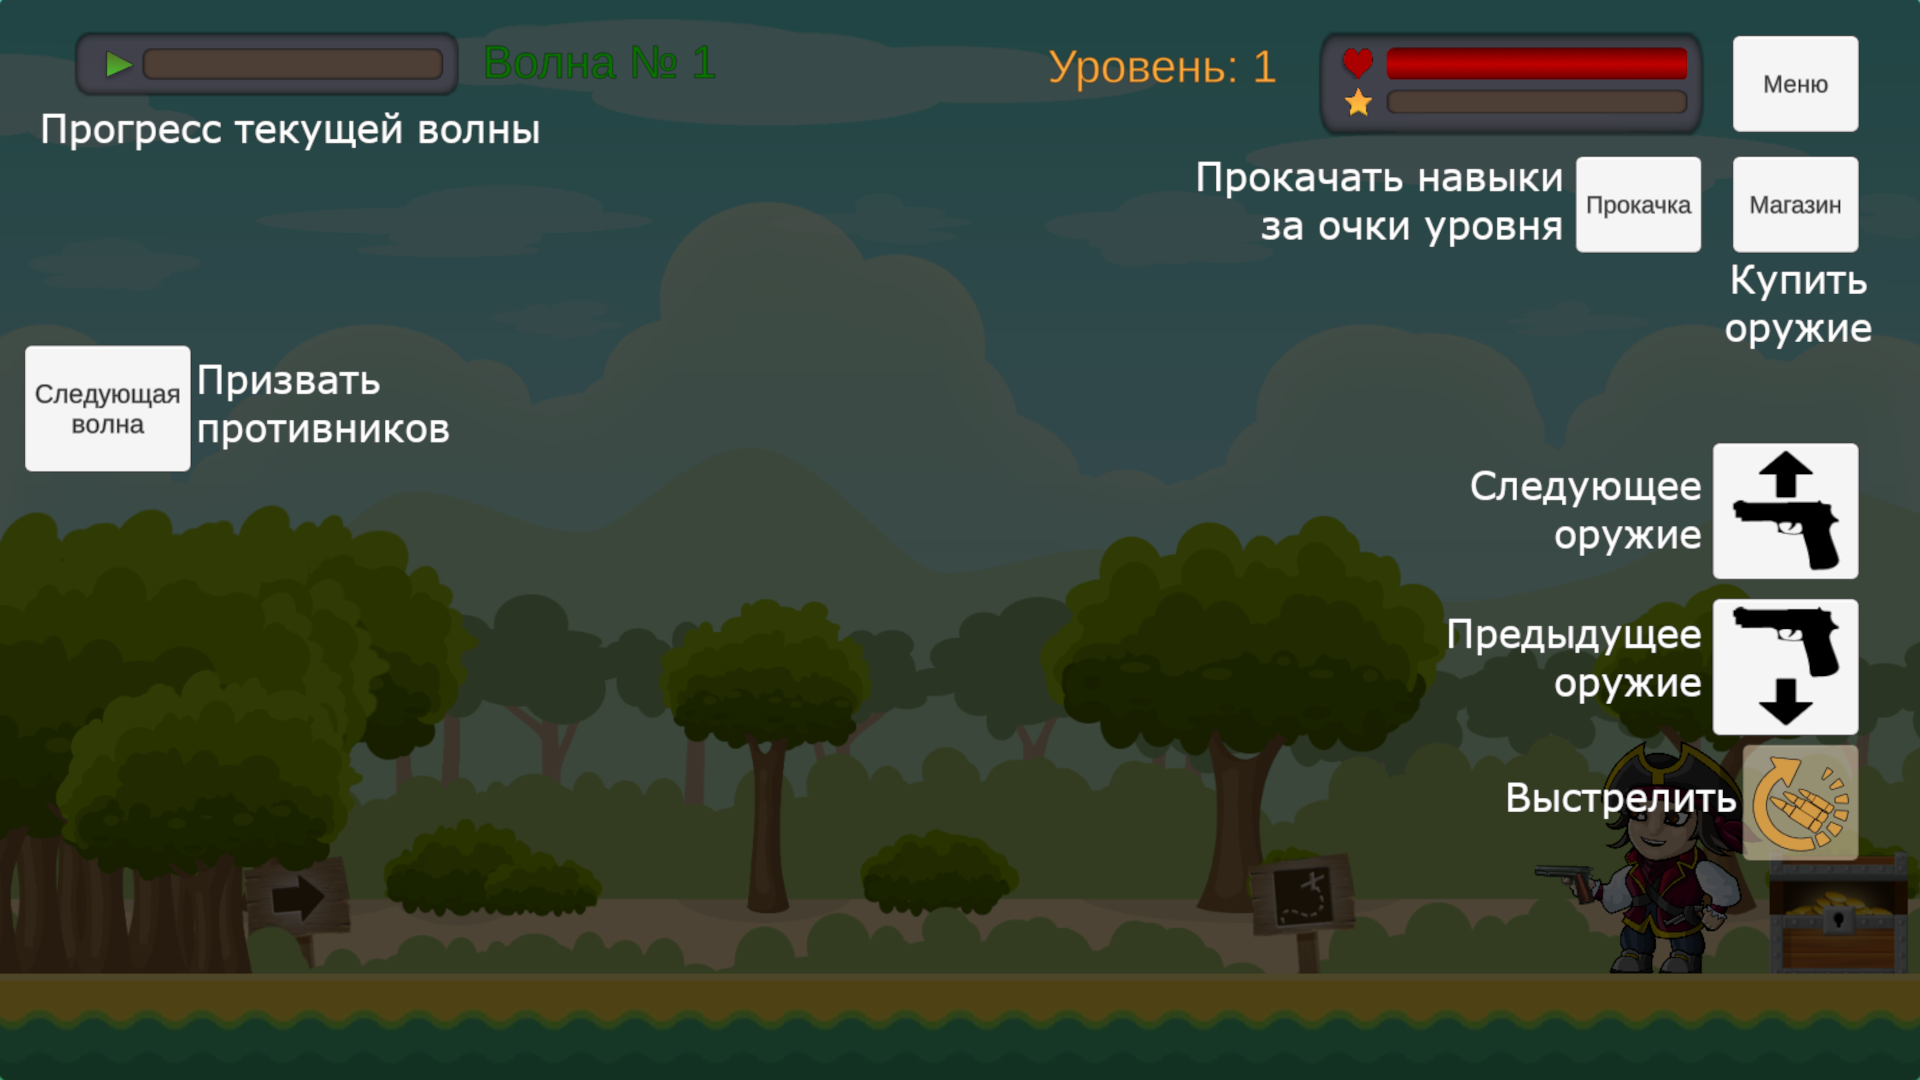 Волна № 1
Уровень: 1
Меню
Прогресс текущей волны
Прокачать навыки
за очки уровня
Прокачка
Магазин
Купить
оружие
Следующая
волна
Призвать
противников
Следующее
оружие
Предыдущее
оружие
Выстрелить